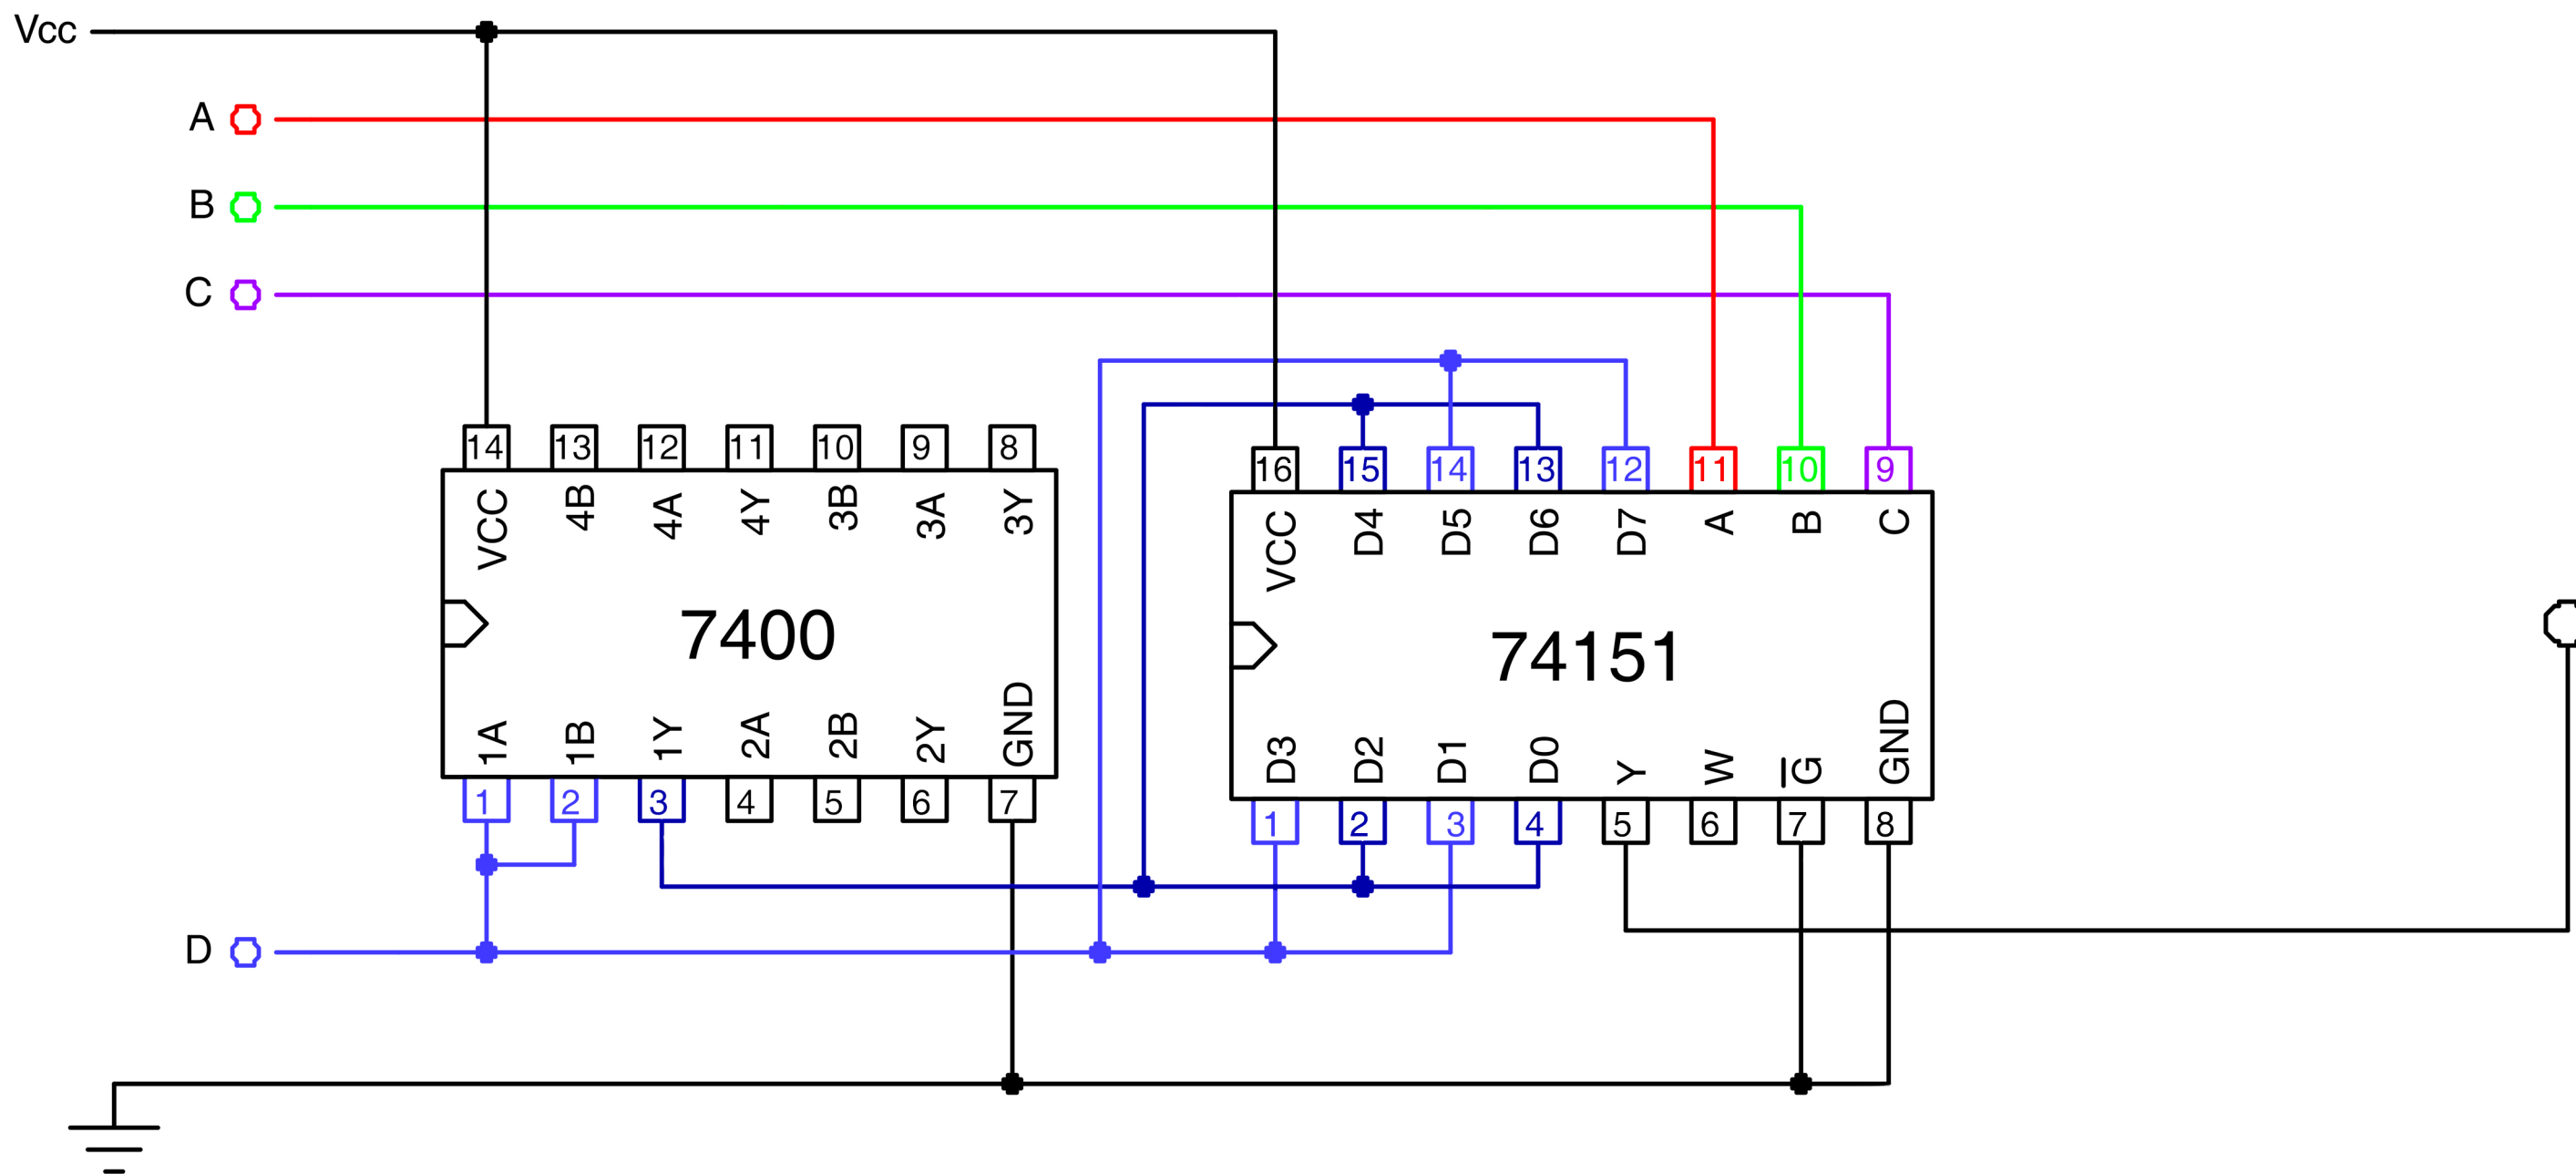 Vcc
A
B
C
14 13 12 11 10 9 8
VCC 4B 4A 4Y 3B 3A 3Y
7400
1A 1B 1Y 2A 2B 2Y GND
1 2 3 4 5 6 7
16 15 14 13 12 11 10 9
VCC D4 D5 D6 D7 A B C
74151
D3 D2 D1 D0 Y W G̅ GND
1 2 3 4 5 6 7 8
D